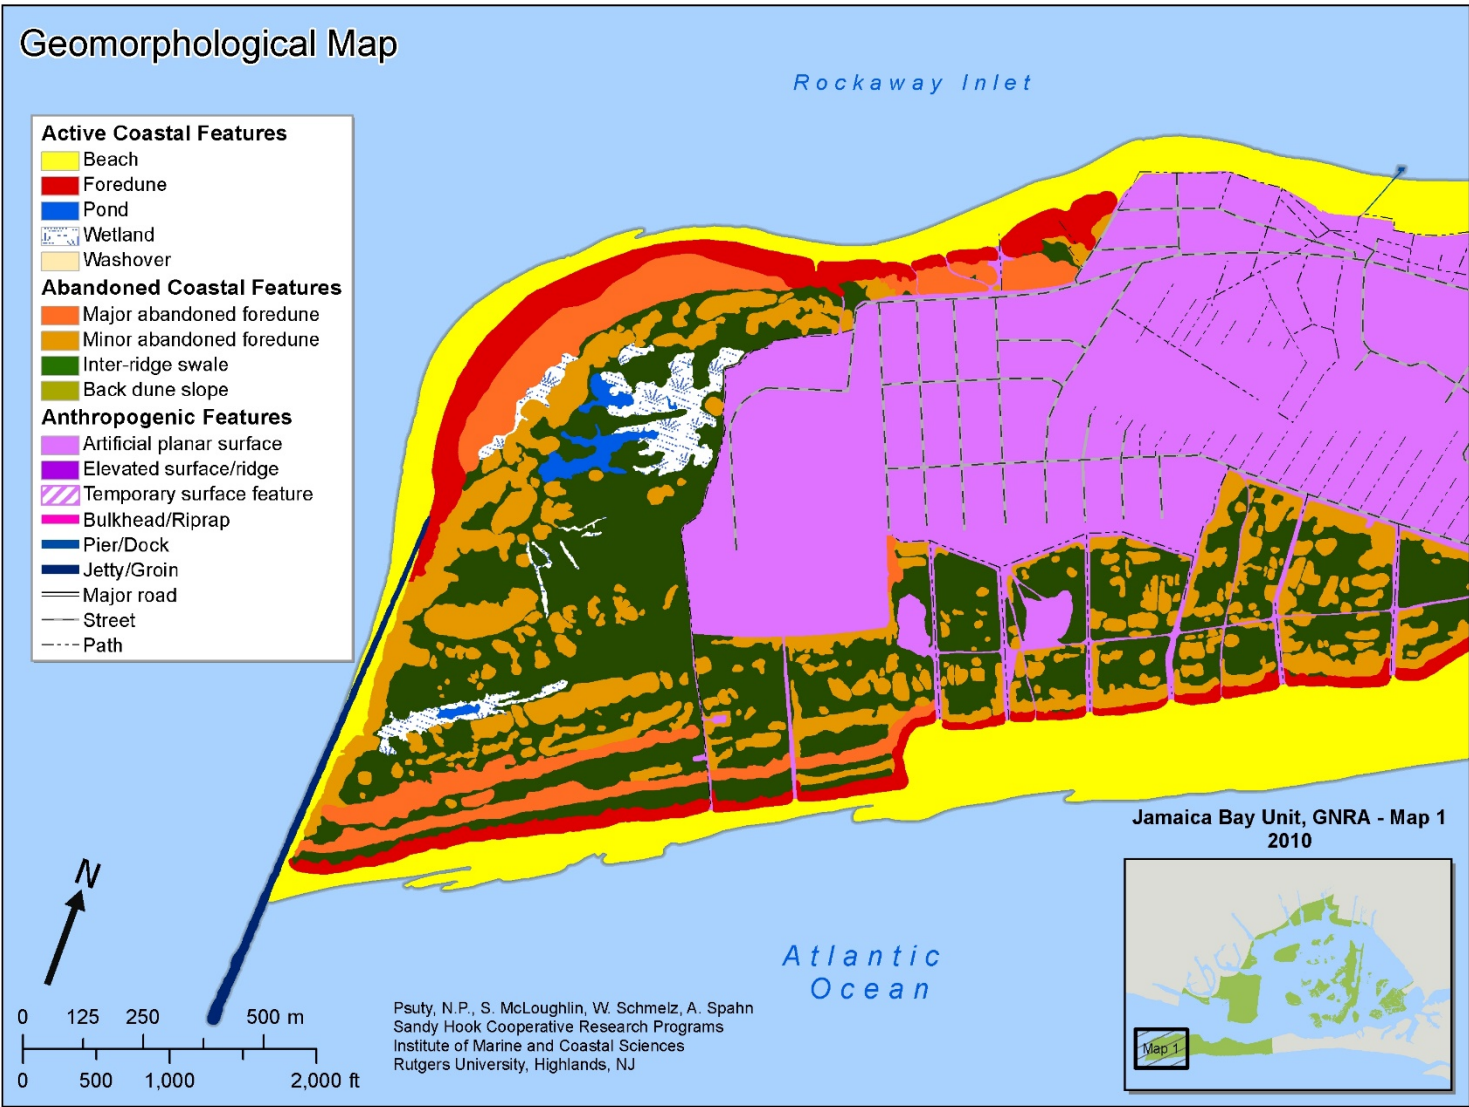 Geomorphological Map
Rockaway Inlet
Active Coastal Features
Beach
Foredune
Pond
Wetland
Washover
Abandoned Coastal Features
Major abandoned foredune
Minor abandoned foredune
Inter-ridge swale
Back dune slope
Anthropogenic Features
Artificial planar surface
Elevated surface/ridge
Temporary surface feature
Bulkhead/Riprap
Pier/Dock
Jetty/Groin
Major road
Street
Path
N
0 125 250 500 m
0 500 1,000 2,000 ft
Psuty, N.P., S. McLoughlin, W. Schmelz, A. Spahn
Sandy Hook Cooperative Research Programs
Institute of Marine and Coastal Sciences
Rutgers University, Highlands, NJ
Atlantic
Ocean
Jamaica Bay Unit, GNRA - Map 1
2010
Map 1